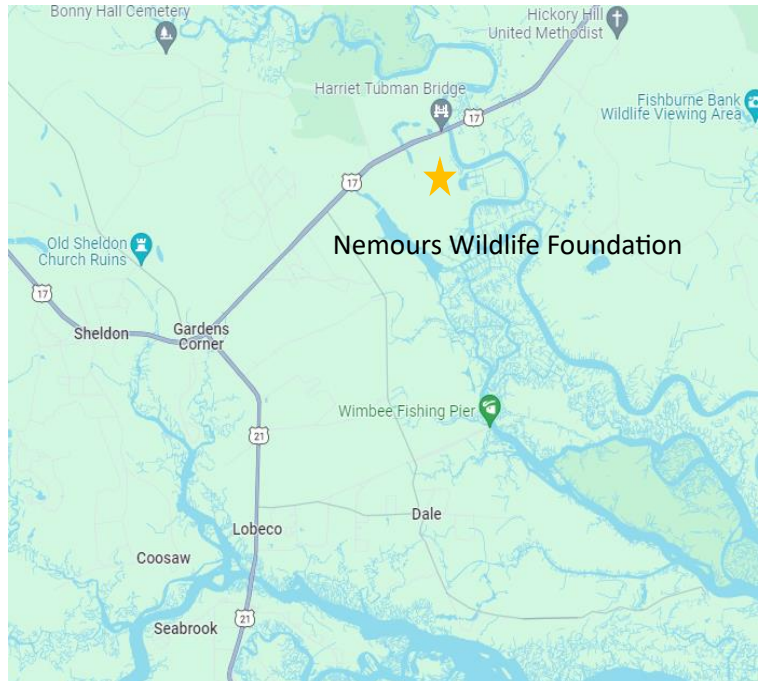 Bonny Hall Cemetery
Hickory Hill
United Methodist
Harriet Tubman Bridge
17
Fishburne Bank
Wildlife Viewing Area
17
Nemours Wildlife Foundation
Old Sheldon
Church Ruins
17
Sheldon
Gardens
Corner
Wimbee Fishing Pier
21
Dale
Lobeco
Coosaw
21
Seabrook